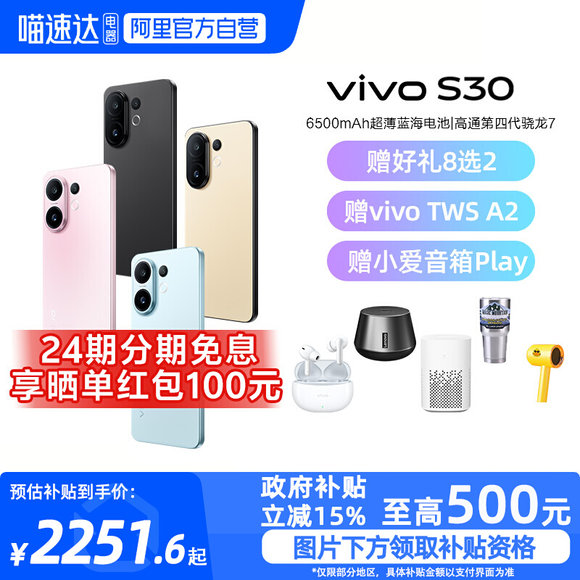 喵速达电器 阿里官方自营
vivo S30
6500mAh超薄蓝海电池|高通第四代骁龙7
赠好礼8选2
赠vivo TWS A2
赠小爱音箱Play
24期分期免息
享晒单红包100元
预估补贴到手价：
¥2251.6起
政府补贴
立减15%
至高500元
图片下方领取补贴资格
*仅限部分地区，具体补贴金额以支付界面为准